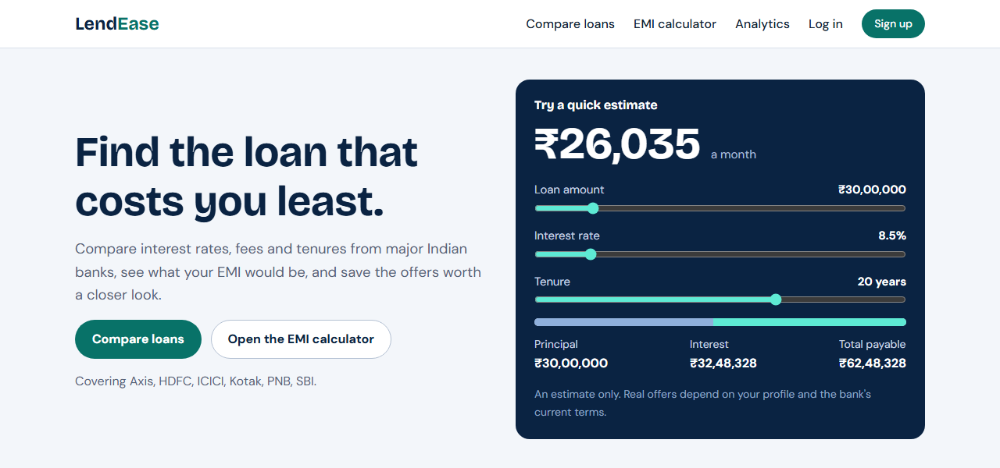 LendEase
Compare loans
EMI calculator
Analytics
Log in
Sign up
Find the loan that
costs you least.
Compare interest rates, fees and tenures from major Indian
banks, see what your EMI would be, and save the offers worth
a closer look.
Compare loans
Open the EMI calculator
Covering Axis, HDFC, ICICI, Kotak, PNB, SBI.
Try a quick estimate
₹26,035 a month
Loan amount ₹30,00,000
Interest rate 8.5%
Tenure 20 years
Principal Interest Total payable
₹30,00,000 ₹32,48,328 ₹62,48,328
An estimate only. Real offers depend on your profile and the bank's
current terms.